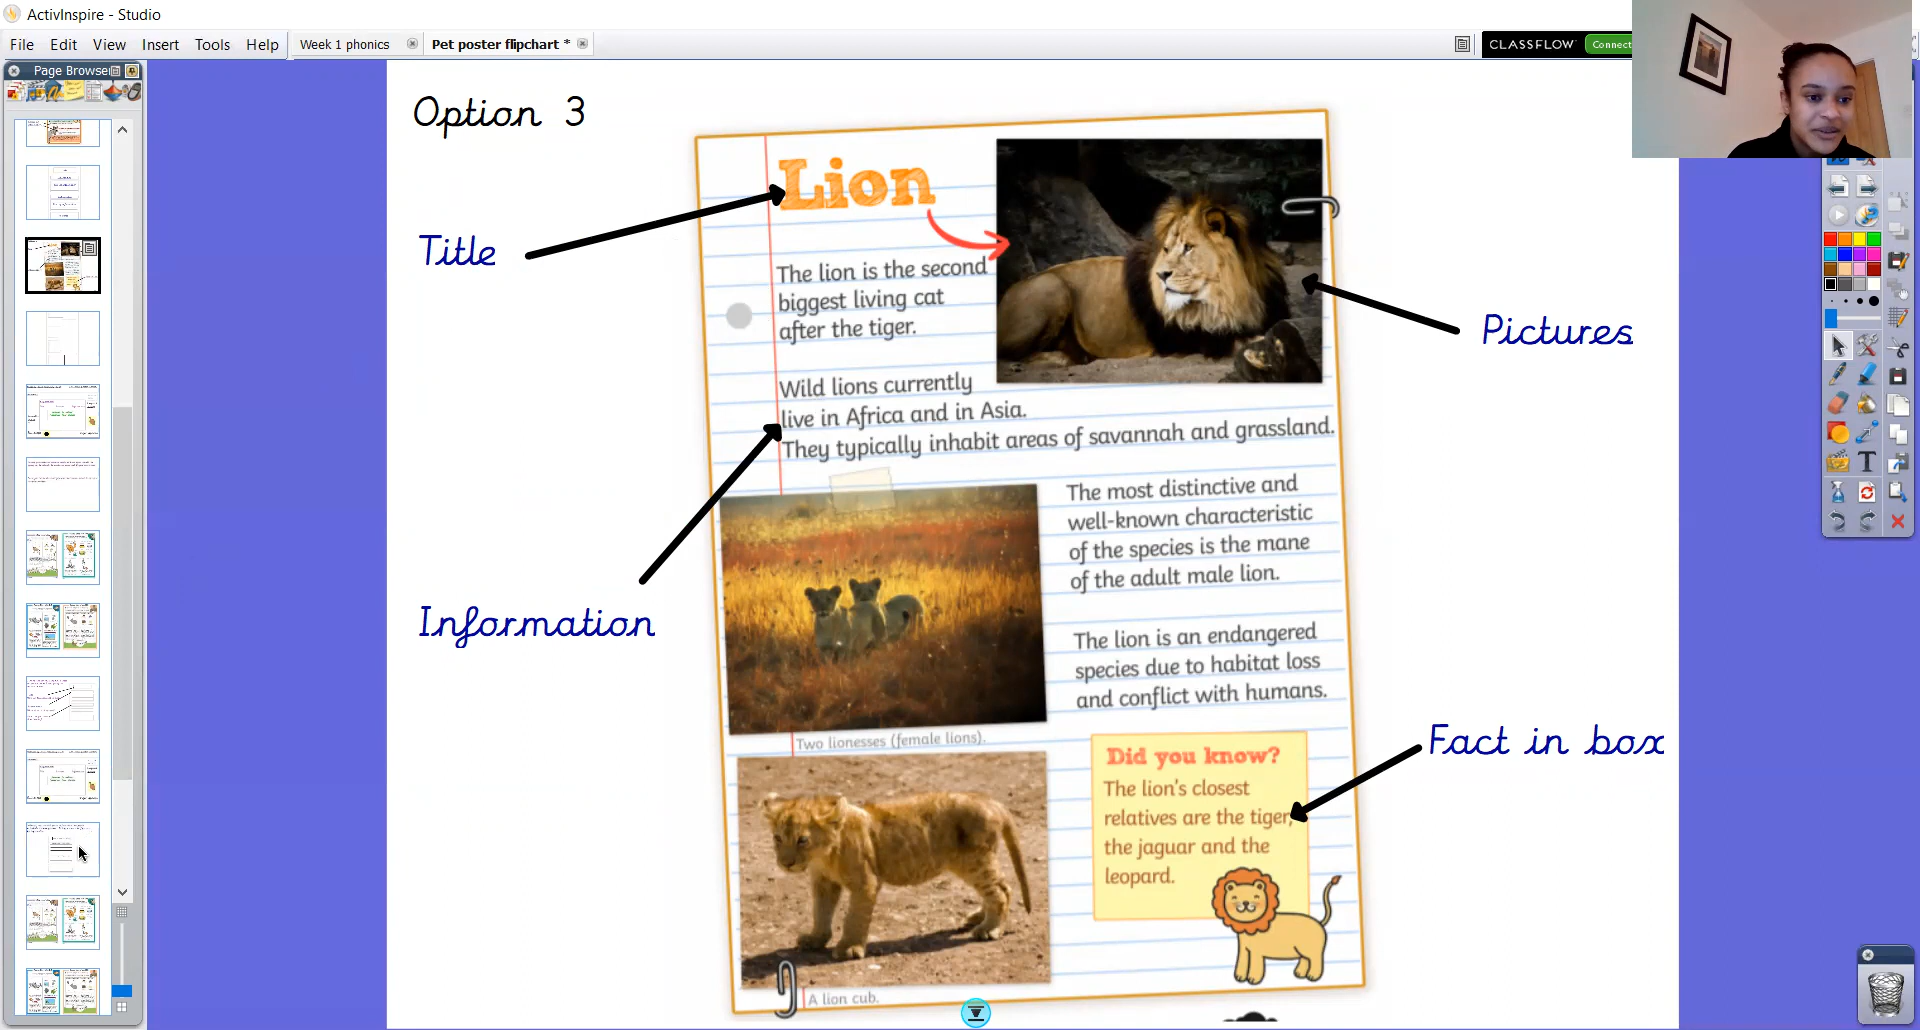 ActivInspire - Studio
File Edit View Insert Tools Help
Week 1 phonics
Pet poster flipchart *
CLASSFLOW
Connect
Page Browser
Option 3
Title
Lion
The lion is the second
biggest living cat
after the tiger.
Pictures
Wild lions currently
live in Africa and in Asia.
They typically inhabit areas of savannah and grassland.
Information
The most distinctive and
well-known characteristic
of the species is the mane
of the adult male lion.
The lion is an endangered
species due to habitat loss
and conflict with humans.
Two lionesses (female lions).
Fact in box
Did you know?
The lion's closest
relatives are the tiger,
the jaguar and the
leopard.
A lion cub.